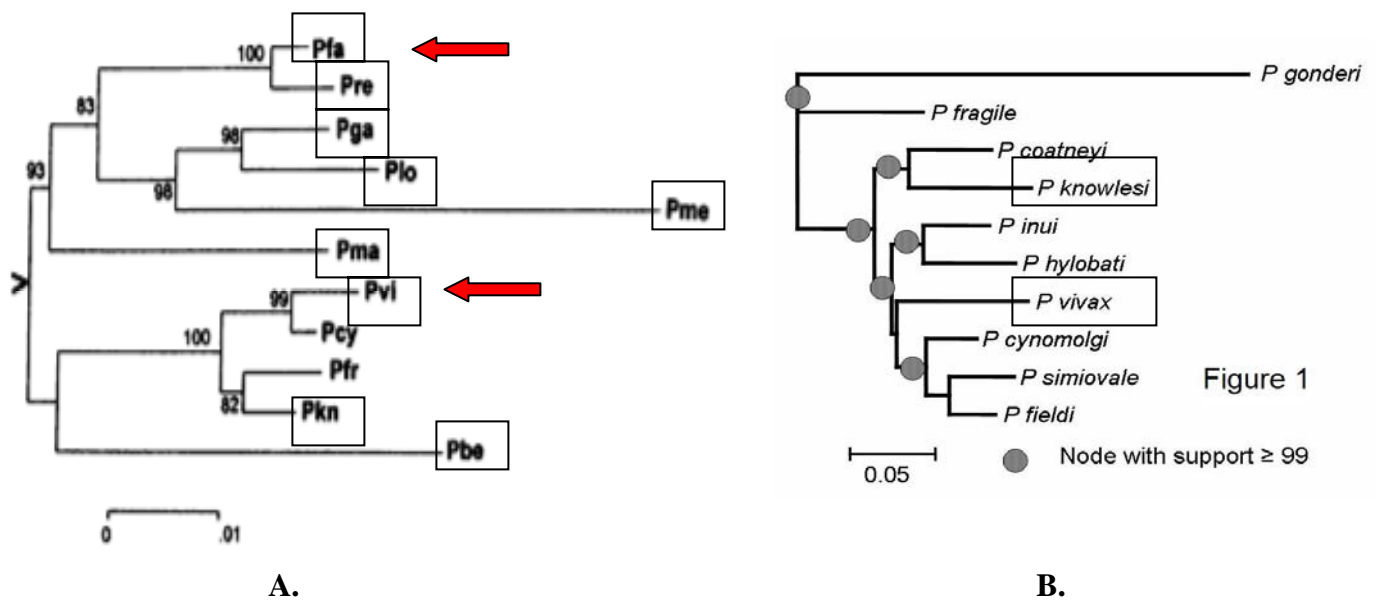 100
Pfa
Pre
83
Pga
98
Plo
98
Pme
93
Pma
Pvi
99
Pcy
100
Pfr
82
Pkn
Pbe
0 .01
A.
P gonderi
P fragile
P coatneyi
P knowlesi
P inui
P hylobati
P vivax
P cynomolgi
P simiovale
P fieldi
Figure 1
0.05
Node with support ≥ 99
B.